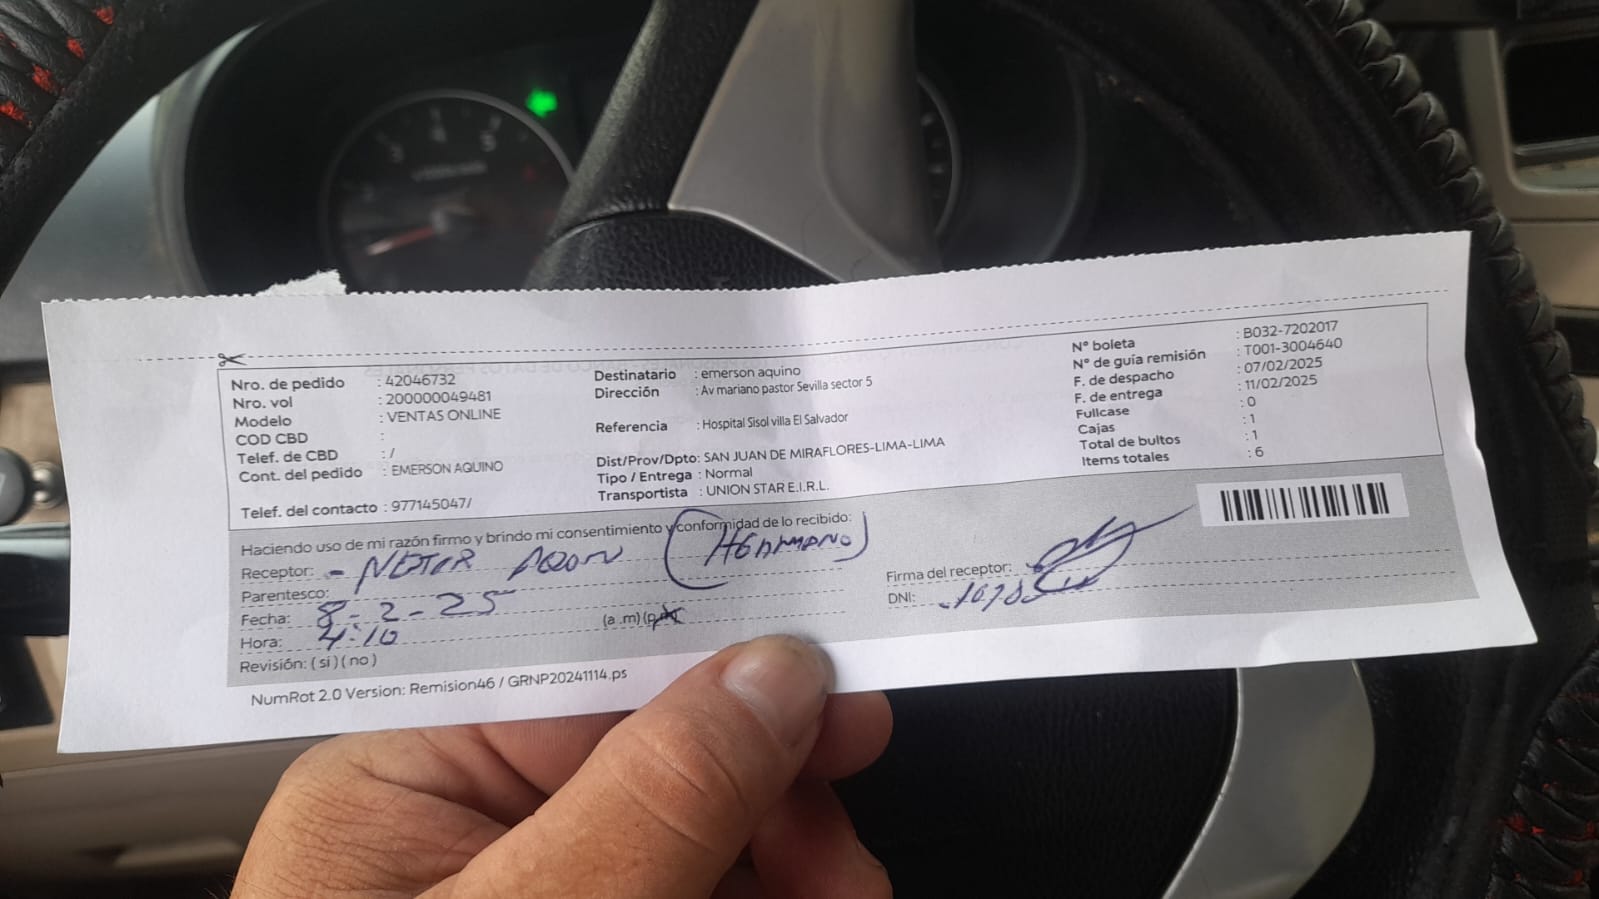 Nro. de pedido : 42046732
Nro. vol : 200000049481
Modelo : VENTAS ONLINE
COD CBD :
Telef. de CBD : /
Cont. del pedido : EMERSON AQUINO
Telef. del contacto : 977145047/
Destinatario : emerson aquino
Dirección : Av mariano pastor Sevilla sector 5
Referencia : Hospital Sisol villa El Salvador
Dist/Prov/Dpto: SAN JUAN DE MIRAFLORES-LIMA-LIMA
Tipo / Entrega : Normal
Transportista : UNION STAR E.I.R.L.
N° boleta : B032-7202017
N° de guía remisión : T001-3004640
F. de despacho : 07/02/2025
F. de entrega : 11/02/2025
Fullcase : 0
Cajas : 1
Total de bultos : 1
Items totales : 6
Haciendo uso de mi razón firmo y brindo mi consentimiento y conformidad de lo recibido:
Receptor: - (HERMANO)
Parentesco:
Fecha: 8-2-25
Hora: 4:10 (a .m) (p.m)
Revisión: ( si ) ( no )
Firma del receptor:
DNI:
NumRot 2.0 Version: Remision46 / GRNP20241114.ps
4
5